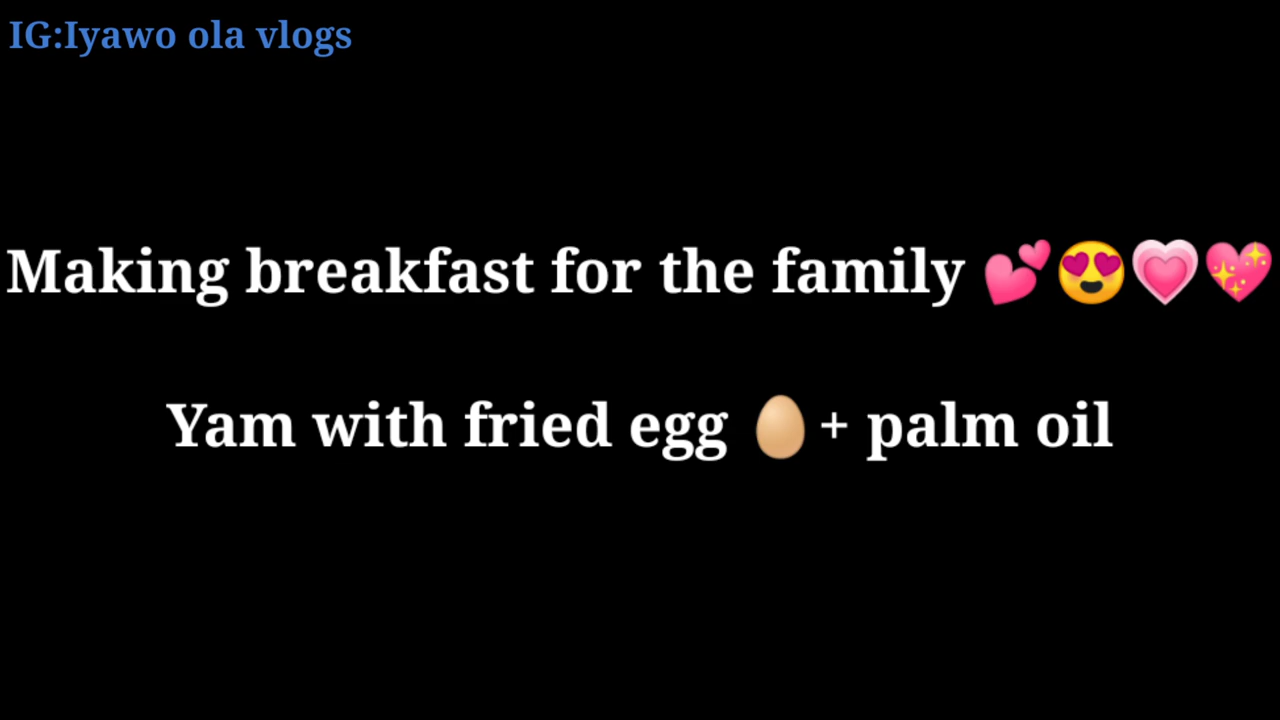 IG:Iyawo ola vlogs
Making breakfast for the family 💕😍💗💖
Yam with fried egg 🥚+ palm oil